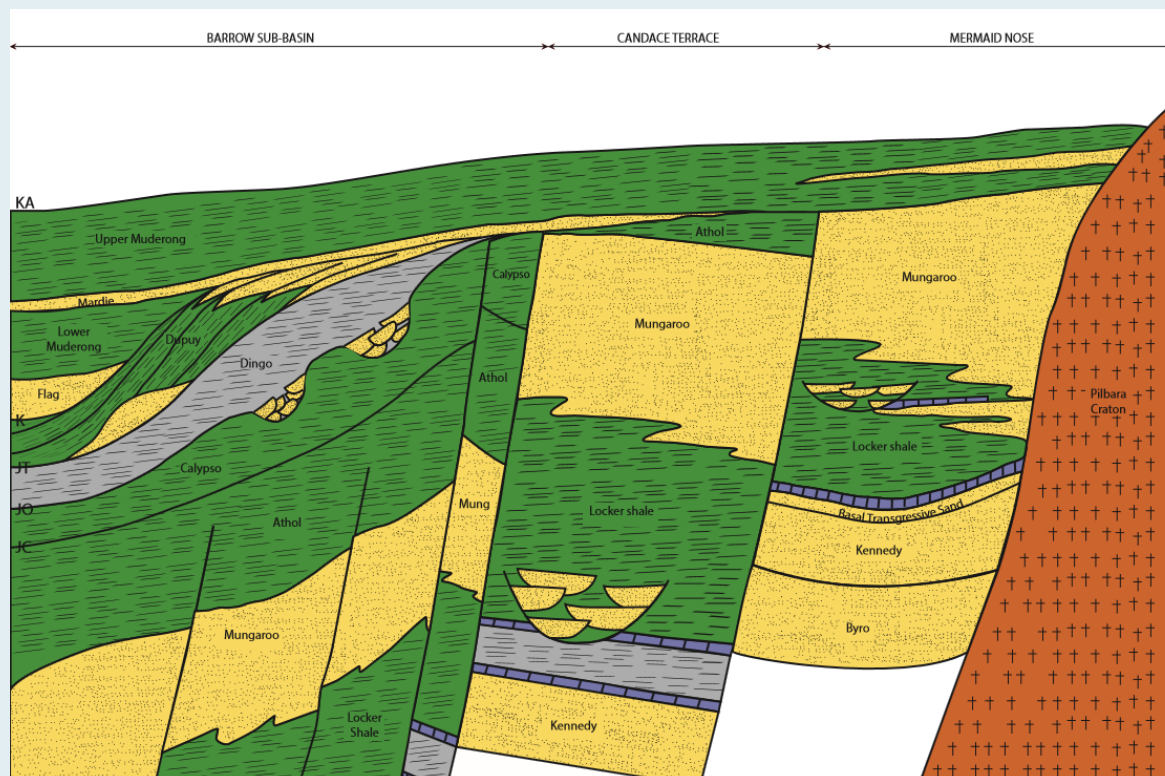 BARROW SUB-BASIN
CANDACE TERRACE
MERMAID NOSE
KA
Upper Muderong
Athol
Calypso
Mungaroo
Mardie
Mungaroo
Lower
Muderong
Dupuy
Dingo
Athol
Flag
Pilbara
Craton
K
Locker shale
JT
Calypso
Mung
JO
Locker shale
Basal Transgressive Sand
Athol
JC
Kennedy
Mungaroo
Byro
Locker
Shale
Kennedy